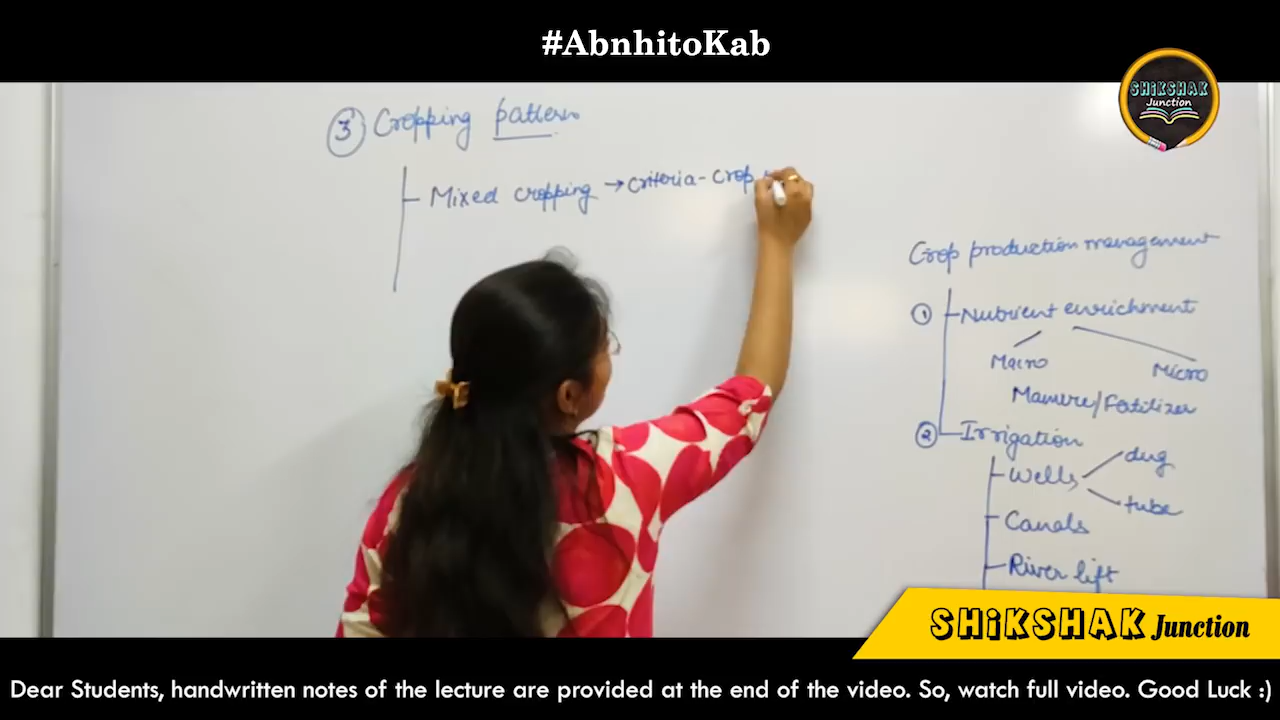 #AbnhitoKab
SHiKSHAK
Junction
3 Cropping pattern
Mixed cropping → Criteria - Crop
Crop production management
1 Nutrient enrichment
Macro Micro
Manure/Fertilizer
2 Irrigation
Wells dug
tube
Canals
River lift
SHiKSHAK Junction
Dear Students, handwritten notes of the lecture are provided at the end of the video. So, watch full video. Good Luck :)